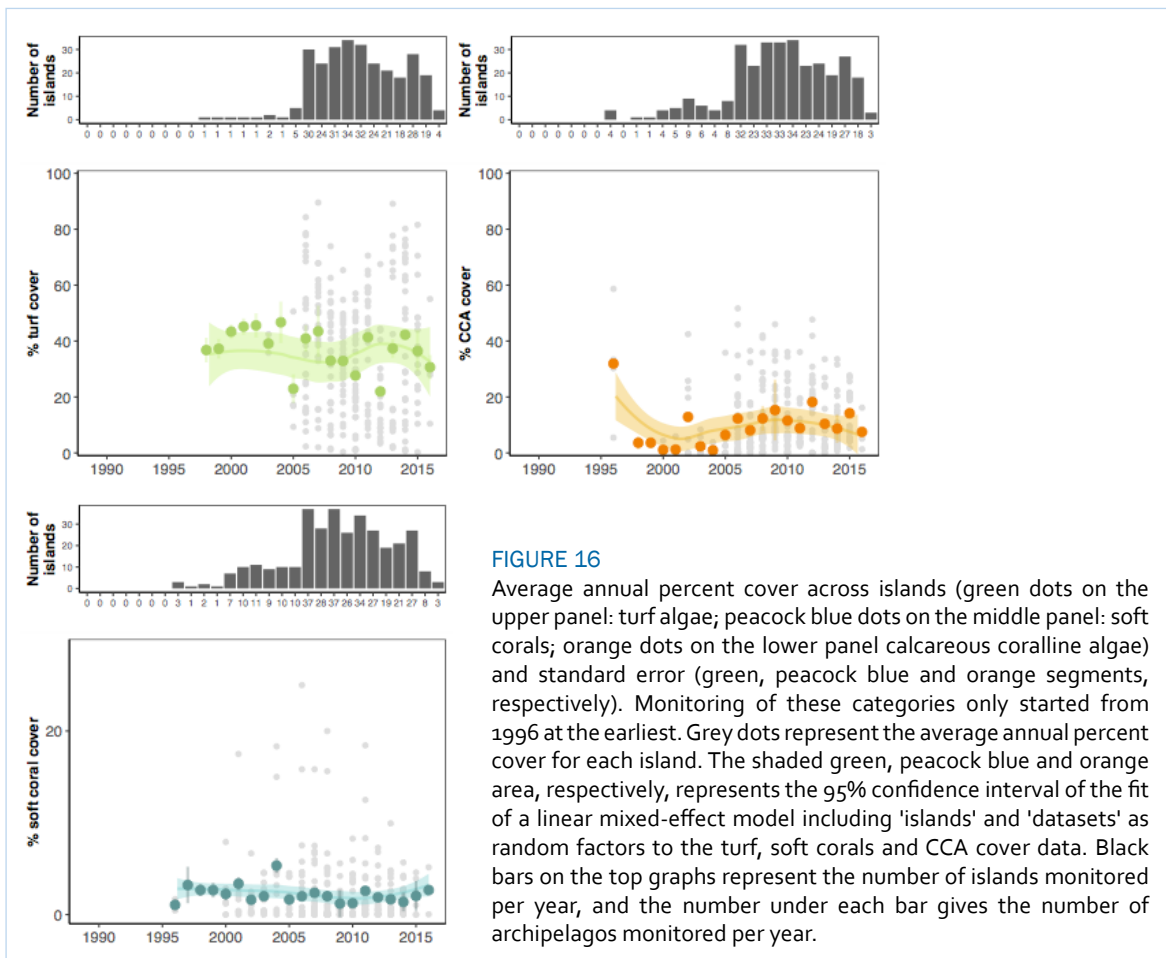 Number of
islands
30
20
10
0
0 0 0 0 0 0 0 0 0 1 1 1 1 1 2 1 5 30 24 31 34 32 24 21 18 28 19 4
% turf cover
100
80
60
40
20
0
1990 1995 2000 2005 2010 2015
Number of
islands
30
20
10
0
0 0 0 0 0 0 0 4 0 1 1 4 5 9 6 4 8 32 23 33 33 34 23 24 19 27 18 3
% CCA cover
100
80
60
40
20
0
1990 1995 2000 2005 2010 2015
Number of
islands
30
20
10
0
0 0 0 0 0 0 0 3 1 2 1 7 10 11 9 10 10 37 28 37 26 34 27 19 21 27 8 3
% soft coral cover
20
0
1990 1995 2000 2005 2010 2015
FIGURE 16
Average annual percent cover across islands (green dots on the
upper panel: turf algae; peacock blue dots on the middle panel: soft
corals; orange dots on the lower panel calcareous coralline algae)
and standard error (green, peacock blue and orange segments,
respectively). Monitoring of these categories only started from
1996 at the earliest. Grey dots represent the average annual percent
cover for each island. The shaded green, peacock blue and orange
area, respectively, represents the 95% confidence interval of the fit
of a linear mixed-effect model including 'islands' and 'datasets' as
random factors to the turf, soft corals and CCA cover data. Black
bars on the top graphs represent the number of islands monitored
per year, and the number under each bar gives the number of
archipelagos monitored per year.